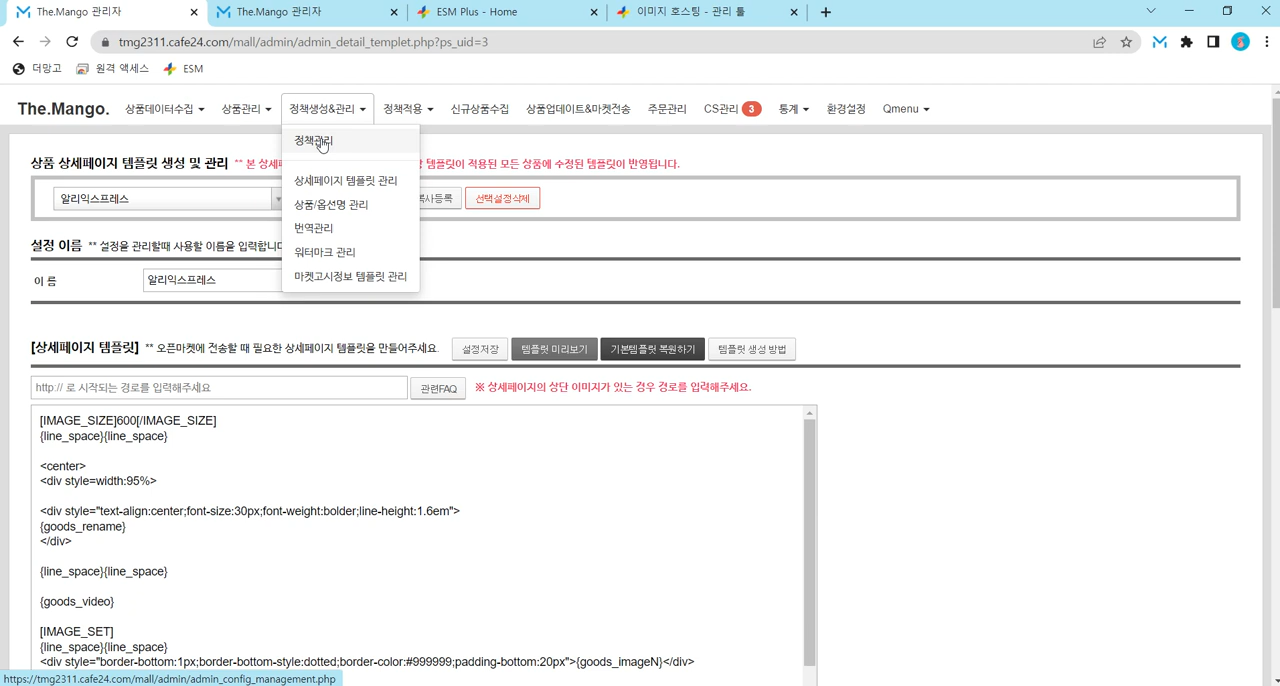 The.Mango 관리자
The.Mango 관리자
ESM Plus - Home
이미지 호스팅 - 관리 툴
tmg2311.cafe24.com/mall/admin/admin_detail_templet.php?ps_uid=3
더망고
원격 액세스
ESM
The.Mango. 상품데이터수집 상품관리 정책생성&관리 정책적용 신규상품수집 상품업데이트&마켓전송 주문관리 CS관리 3 통계 환경설정 Qmenu
정책관리
상세페이지 템플릿 관리
상품/옵션명 관리
번역관리
워터마크 관리
마켓고시정보 템플릿 관리
상품 상세페이지 템플릿 생성 및 관리 ** 본 상세 템플릿이 적용된 모든 상품에 수정된 템플릿이 반영됩니다.
알리익스프레스 복사등록 선택설정삭제
설정 이름 ** 설정을 관리할때 사용할 이름을 입력합니다
이 름 알리익스프레스
[상세페이지 템플릿] ** 오픈마켓에 전송할 때 필요한 상세페이지 템플릿을 만들어주세요. 설정저장 템플릿 미리보기 기본템플릿 복원하기 템플릿 생성 방법
http:// 로 시작되는 경로를 입력해주세요 관련FAQ ※ 상세페이지의 상단 이미지가 있는 경우 경로를 입력해주세요.
[IMAGE_SIZE]600[/IMAGE_SIZE]
{line_space}{line_space}
<center>
<div style=width:95%>
<div style="text-align:center;font-size:30px;font-weight:bolder;line-height:1.6em">
{goods_rename}
</div>
{line_space}{line_space}
{goods_video}
[IMAGE_SET]
{line_space}{line_space}
<div style="border-bottom:1px;border-bottom-style:dotted;border-color:#999999;padding-bottom:20px">{goods_imageN}</div>
https://tmg2311.cafe24.com/mall/admin/admin_config_management.php